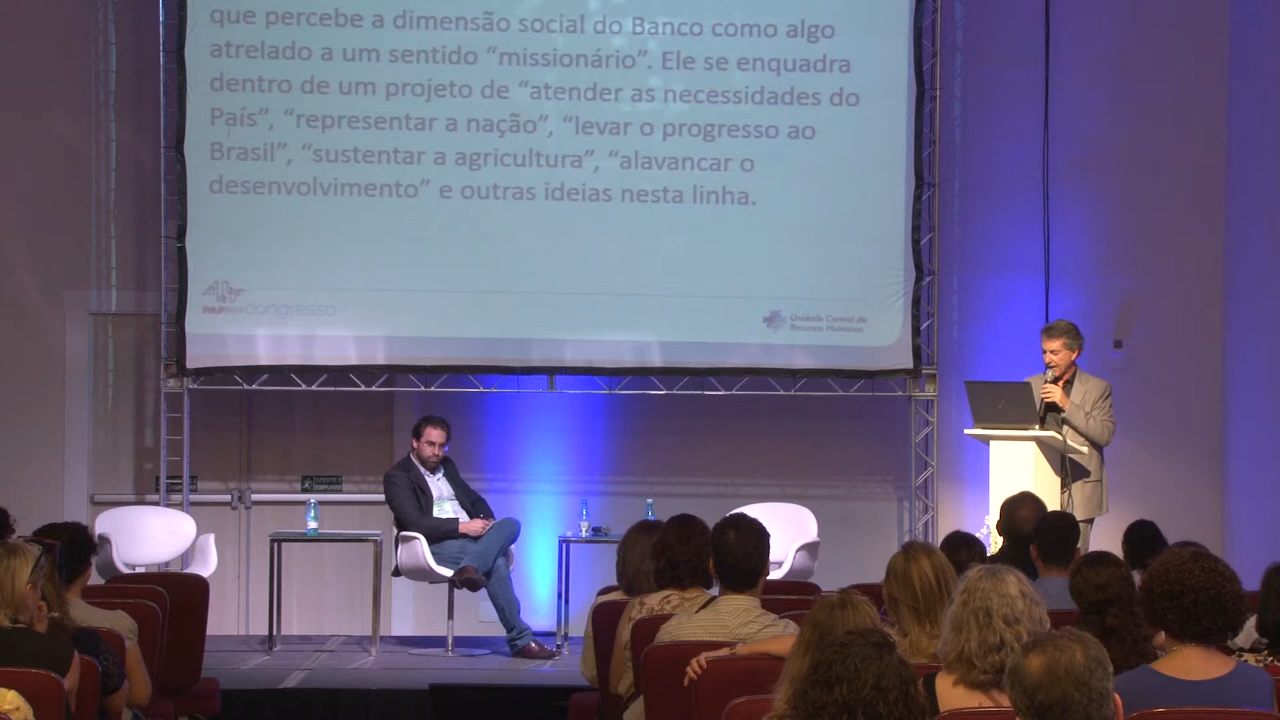 que percebe a dimensão social do Banco como algo
atrelado a um sentido “missionário”. Ele se enquadra
dentro de um projeto de “atender as necessidades do
País”, “representar a nação”, “levar o progresso ao
Brasil”, “sustentar a agricultura”, “alavancar o
desenvolvimento” e outras ideias nesta linha.
congresso
Unidade Central de
Recursos Humanos